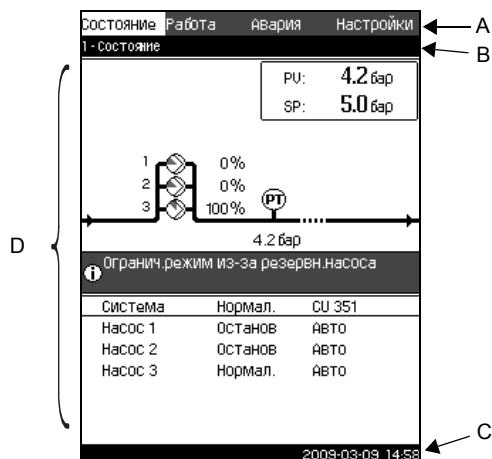 Состояние Работа Авария Настройки
A
1 - Состояние
B
PV: 4.2 бар
SP: 5.0 бар
1 0%
2 0%
3 100% PT
4.2 бар
D
Огранич.режим из-за резервн.насоса
Система Нормал. CU 351
Насос 1 Останов Авто
Насос 2 Останов Авто
Насос 3 Нормал. Авто
C
2009-03-09 14:58